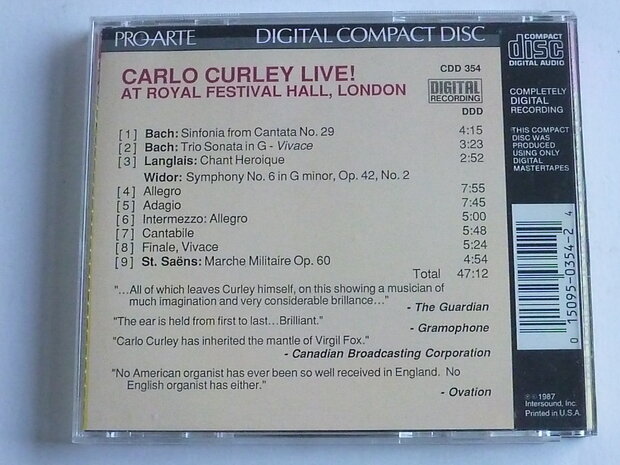 PRO ARTE DIGITAL COMPACT DISC
COMPACT
disc
DIGITAL AUDIO
CARLO CURLEY LIVE!
AT ROYAL FESTIVAL HALL, LONDON
CDD 354
DIGITAL
RECORDING
DDD
[1] Bach: Sinfonia from Cantata No. 29 4:15
[2] Bach: Trio Sonata in G - Vivace 3:23
[3] Langlais: Chant Heroique 2:52
Widor: Symphony No. 6 in G minor, Op. 42, No. 2
[4] Allegro 7:55
[5] Adagio 7:45
[6] Intermezzo: Allegro 5:00
[7] Cantabile 5:48
[8] Finale, Vivace 5:24
[9] St. Saëns: Marche Militaire Op. 60 4:54
Total 47:12
"...All of which leaves Curley himself, on this showing a musician of
much imagination and very considerable brillance..."
- The Guardian
"The ear is held from first to last...Brilliant."
- Gramophone
"Carlo Curley has inherited the mantle of Virgil Fox."
- Canadian Broadcasting Corporation
"No American organist has ever been so well received in England. No
English organist has either."
- Ovation
COMPLETELY
DIGITAL
RECORDING
THIS COMPACT
DISC WAS
PRODUCED
USING ONLY
DIGITAL
MASTERTAPES
0 15095-0354-2 4
℗ © 1987
Intersound, Inc.
Printed in U.S.A.